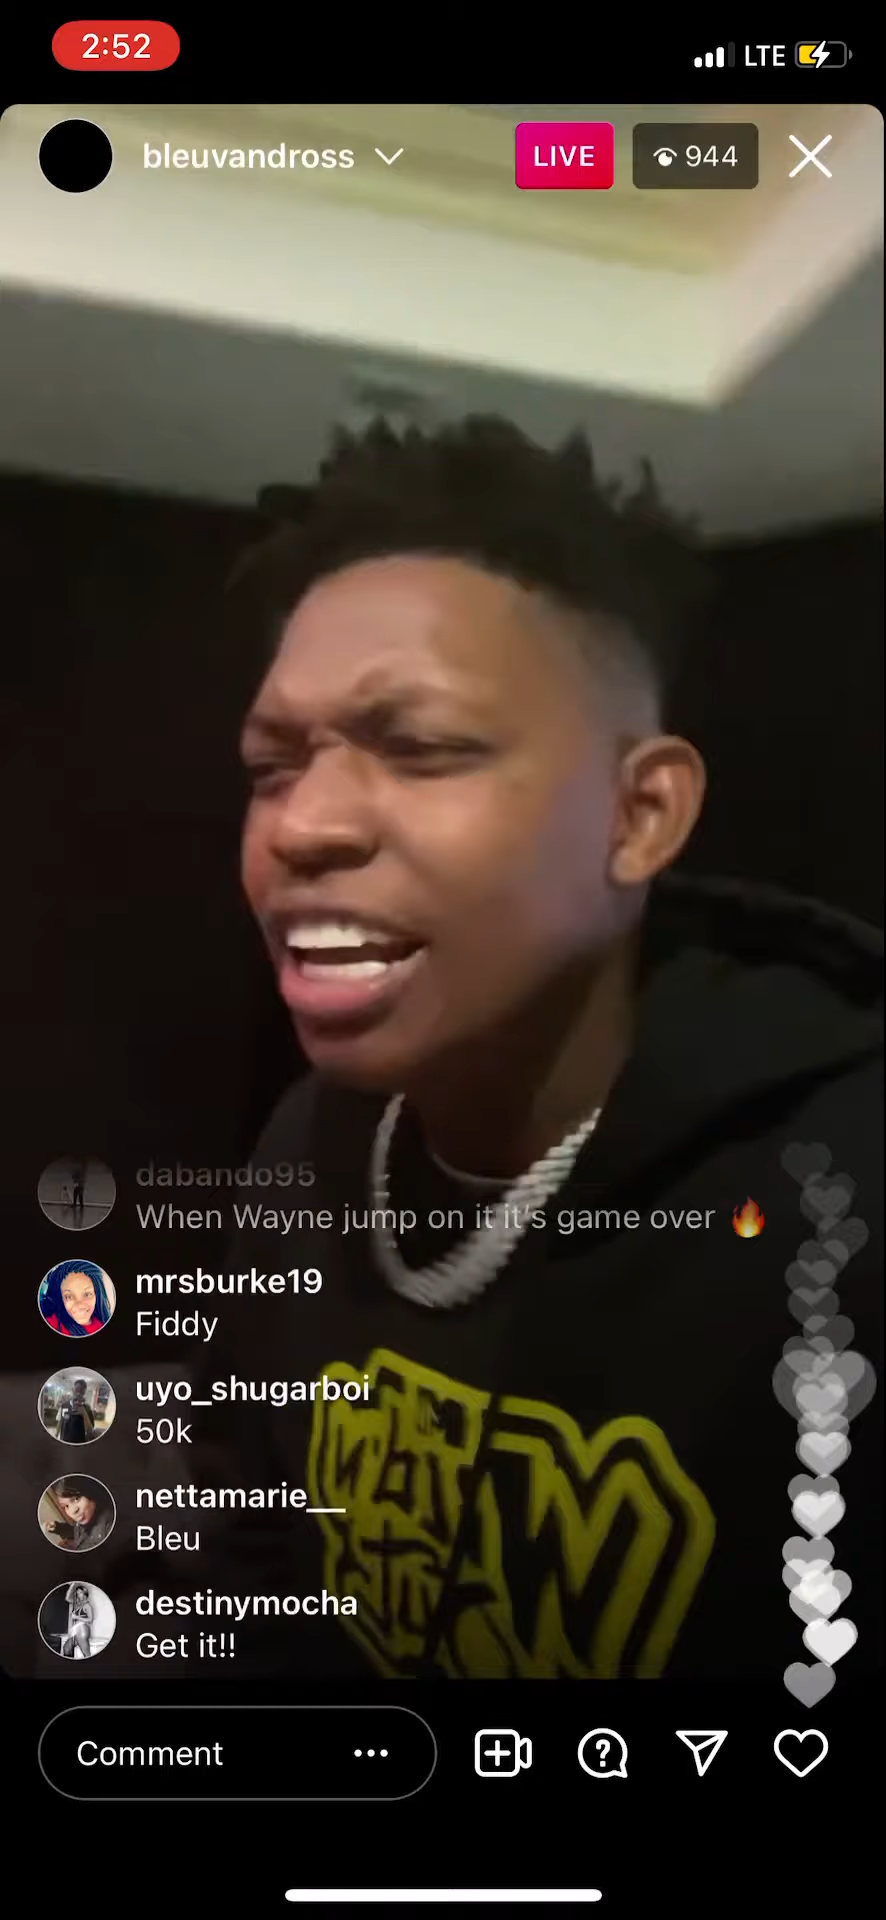 2:52
LTE
bleuvandross
LIVE
944
dabando95
When Wayne jump on it it's game over 🔥
mrsburke19
Fiddy
uyo_shugarboi
50k
nettamarie__
Bleu
destinymocha
Get it!!
Comment